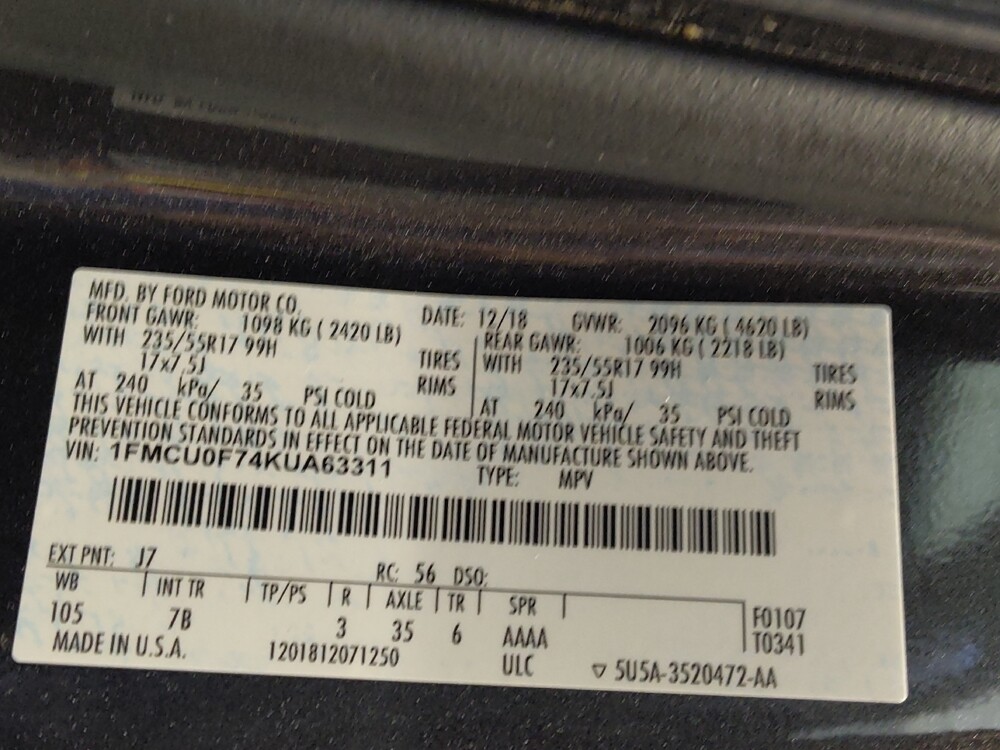 MFD. BY FORD MOTOR CO. DATE: 12/18 GVWR: 2096 KG ( 4620 LB)
FRONT GAWR: 1098 KG ( 2420 LB) REAR GAWR: 1006 KG ( 2218 LB)
WITH 235/55R17 99H TIRES WITH 235/55R17 99H TIRES
17x7.5J RIMS 17x7.5J RIMS
AT 240 kPa/ 35 PSI COLD AT 240 kPa/ 35 PSI COLD
THIS VEHICLE CONFORMS TO ALL APPLICABLE FEDERAL MOTOR VEHICLE SAFETY AND THEFT
PREVENTION STANDARDS IN EFFECT ON THE DATE OF MANUFACTURE SHOWN ABOVE.
VIN: 1FMCU0F74KUA63311 TYPE: MPV
EXT PNT: J7 RC: 56 DSO:
WB INT TR TP/PS R AXLE TR SPR F0107
105 7B 3 35 6 AAAA T0341
MADE IN U.S.A. 1201812071250 ULC ▽ 5U5A-3520472-AA